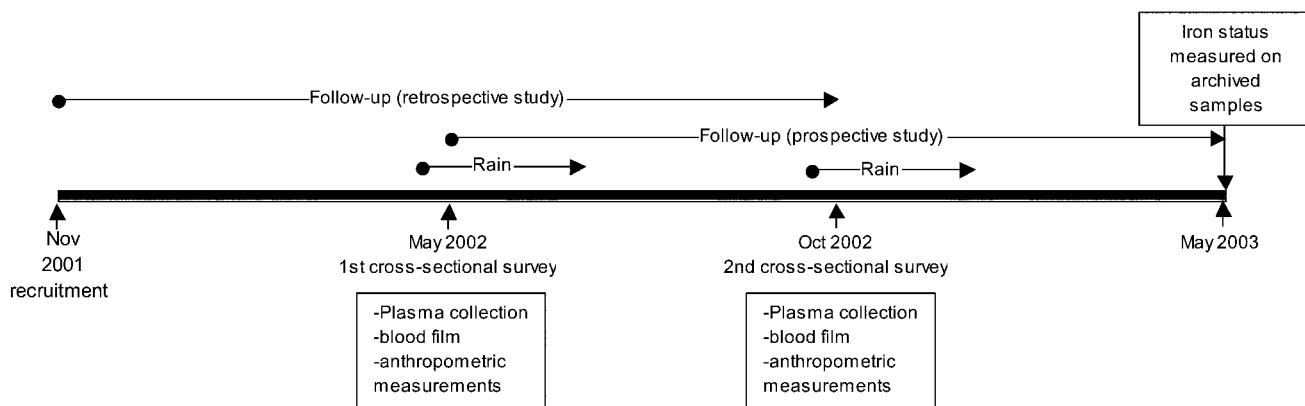 Iron status
measured on
archived
samples
Follow-up (retrospective study)
Follow-up (prospective study)
Rain
Rain
Nov
2001
recruitment
May 2002
1st cross-sectional survey
Oct 2002
2nd cross-sectional survey
May 2003
-Plasma collection
-blood film
-anthropometric
measurements
-Plasma collection
-blood film
-anthropometric
measurements